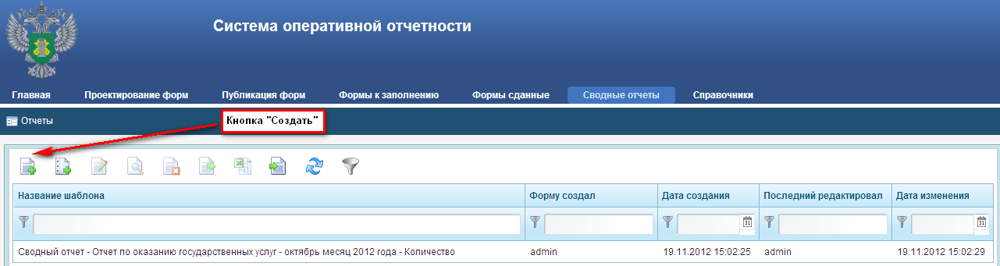 Система оперативной отчетности
Главная Проектирование форм Публикация форм Формы к заполнению Формы сданные Сводные отчеты Справочники
Отчеты
Кнопка "Создать"
Название шаблона Форму создал Дата создания Последний редактировал Дата изменения
31 31
Сводный отчет - Отчет по оказанию государственных услуг - октябрь месяц 2012 года - Количество admin 19.11.2012 15:02:25 admin 19.11.2012 15:02:29